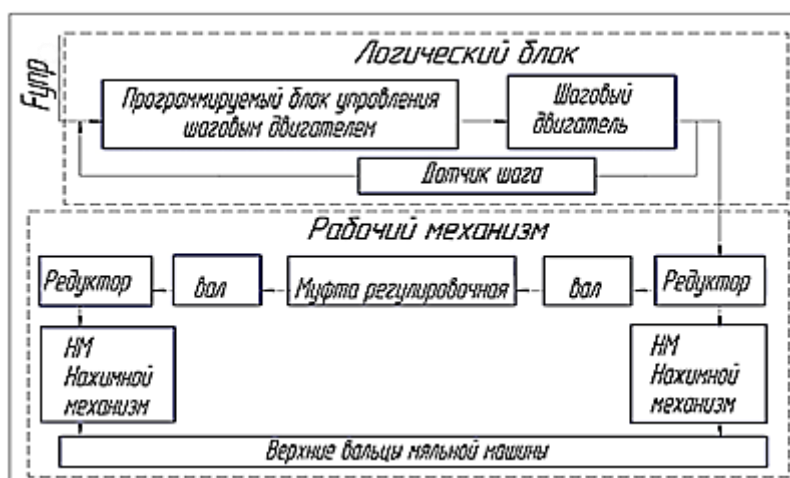 Логический блок
Fупр
Программируемый блок управления
шаговым двигателем
Шаговый
двигатель
Датчик шага
Рабочий механизм
Редуктор
вал
Муфта регулировочная
вал
Редуктор
НМ
Нажимной
механизм
НМ
Нажимной
механизм
Верхние вальцы мяльной машины